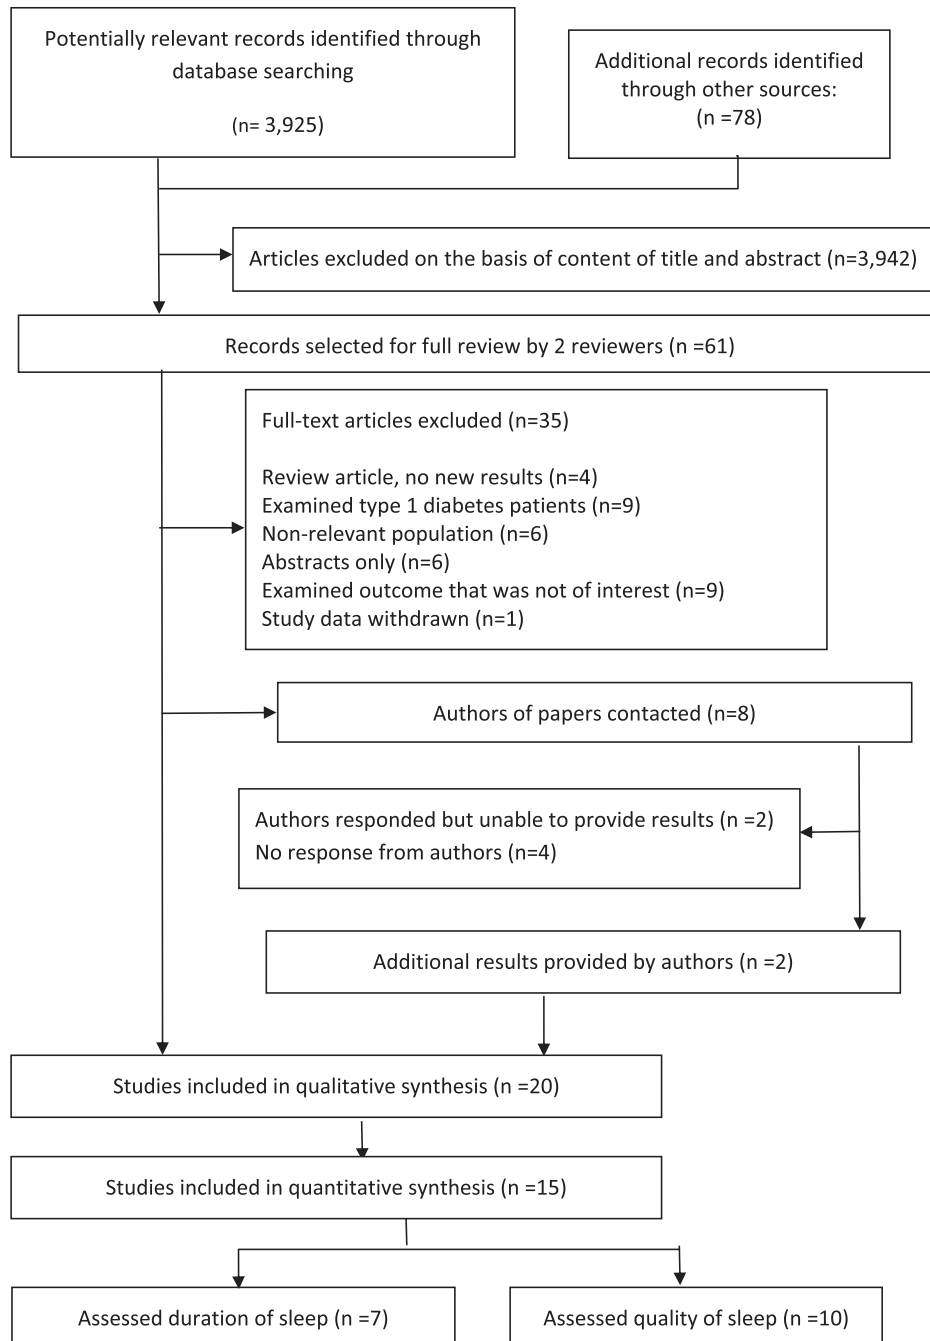 Potentially relevant records identified through
database searching
(n= 3,925)
Additional records identified
through other sources:
(n =78)
Articles excluded on the basis of content of title and abstract (n=3,942)
Records selected for full review by 2 reviewers (n =61)
Full-text articles excluded (n=35)
Review article, no new results (n=4)
Examined type 1 diabetes patients (n=9)
Non-relevant population (n=6)
Abstracts only (n=6)
Examined outcome that was not of interest (n=9)
Study data withdrawn (n=1)
Authors of papers contacted (n=8)
Authors responded but unable to provide results (n =2)
No response from authors (n=4)
Additional results provided by authors (n =2)
Studies included in qualitative synthesis (n =20)
Studies included in quantitative synthesis (n =15)
Assessed duration of sleep (n =7)
Assessed quality of sleep (n =10)